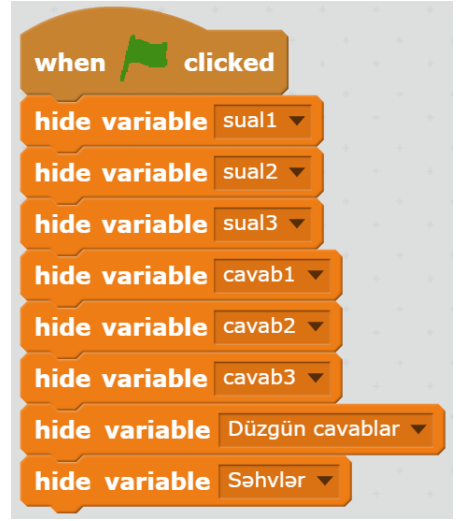 when clicked
hide variable sual1
hide variable sual2
hide variable sual3
hide variable cavab1
hide variable cavab2
hide variable cavab3
hide variable Düzgün cavablar
hide variable Səhvlər